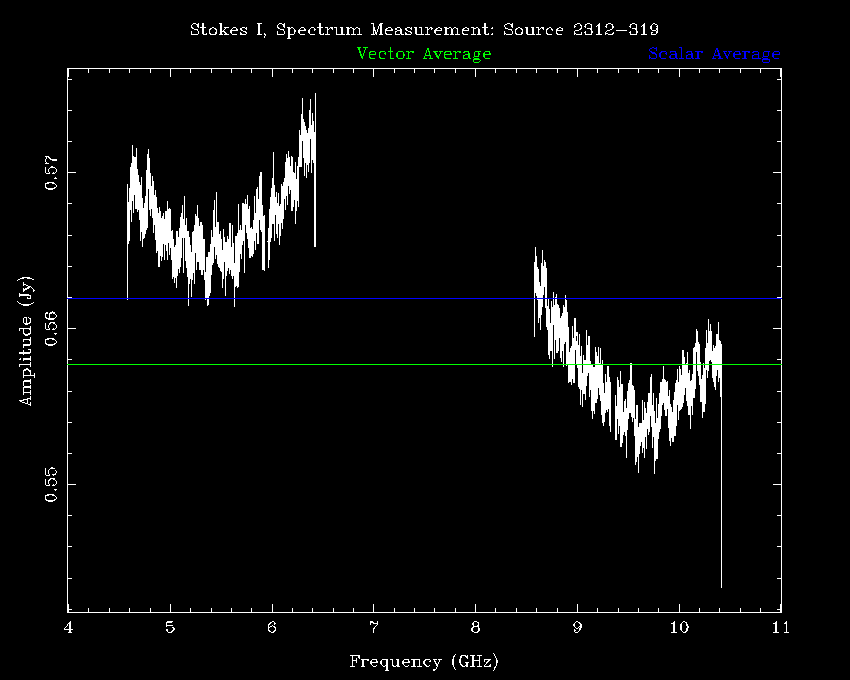 Stokes I, Spectrum Measurement: Source 2312−319
Vector Average Scalar Average
0.57
0.56
0.55
Amplitude (Jy)
4 5 6 7 8 9 10 11
Frequency (GHz)